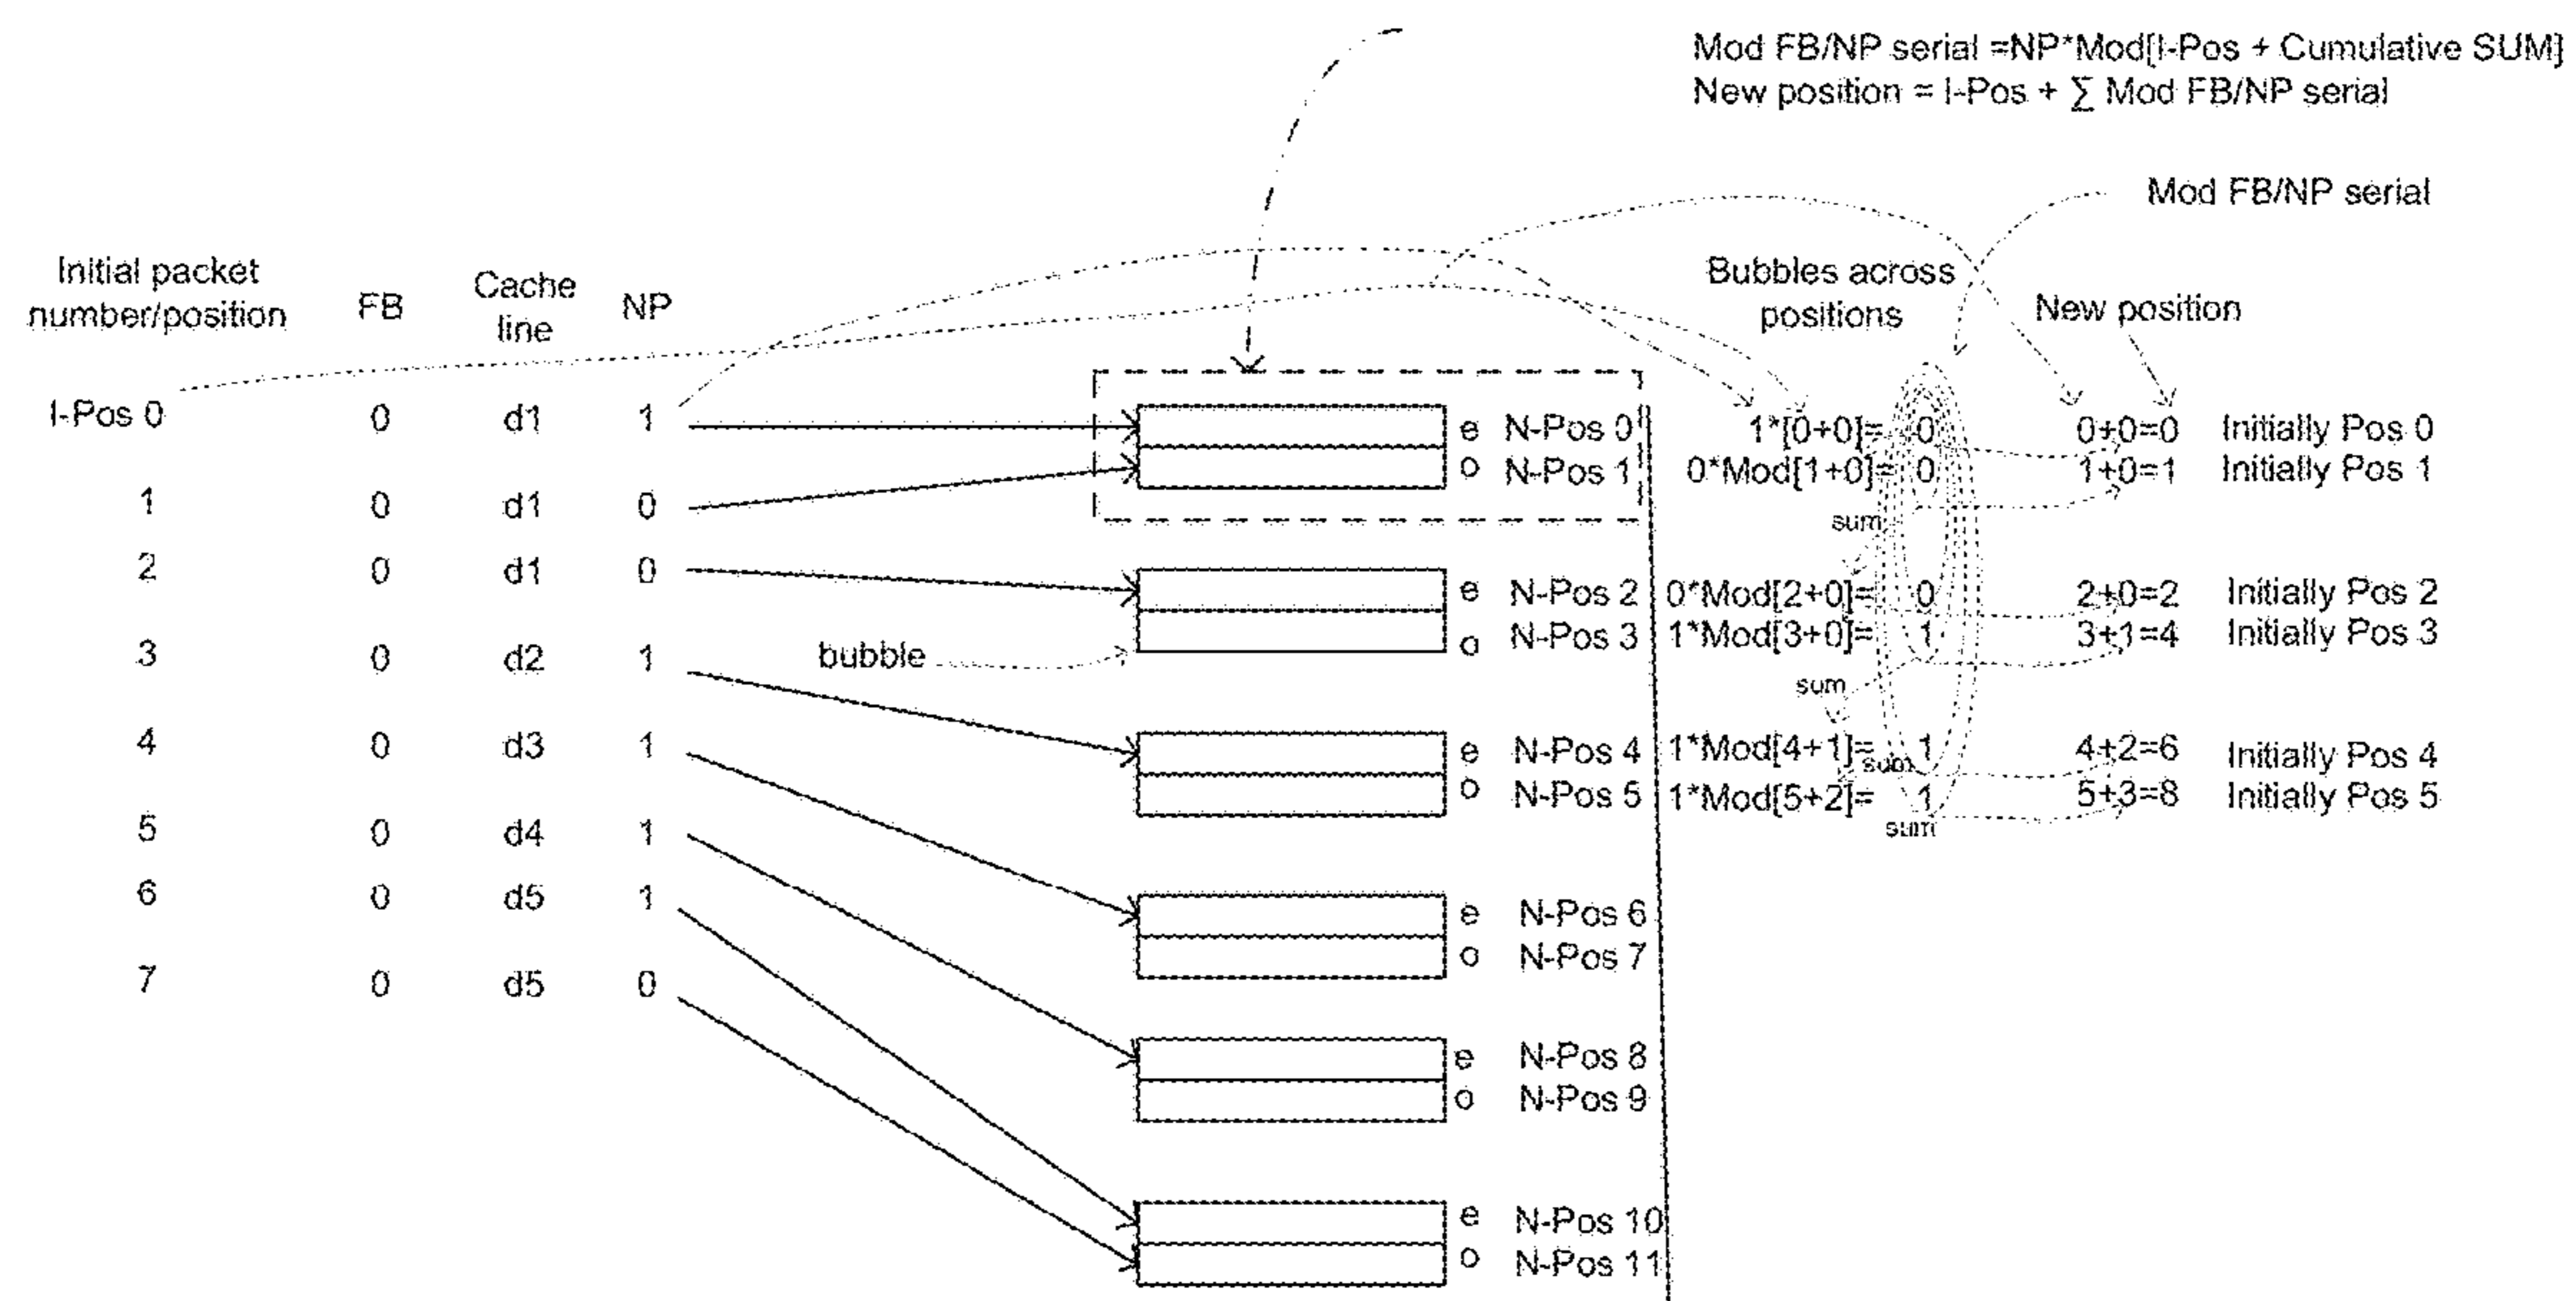 Mod FB/NP serial =NP*Mod[I-Pos + Cumulative SUM]
New position = I-Pos + ∑ Mod FB/NP serial
Mod FB/NP serial
Initial packet
number/position
FB
Cache
line
NP
Bubbles across
positions
New position
I-Pos 0 0 d1 1
1 0 d1 0
2 0 d1 0
3 0 d2 1
4 0 d3 1
5 0 d4 1
6 0 d5 1
7 0 d5 0
bubble
e N-Pos 0 1*[0+0]= 0 0+0=0 Initially Pos 0
o N-Pos 1 0*Mod[1+0]= 0 1+0=1 Initially Pos 1
sum
e N-Pos 2 0*Mod[2+0]= 0 2+0=2 Initially Pos 2
o N-Pos 3 1*Mod[3+0]= 1 3+1=4 Initially Pos 3
sum
e N-Pos 4 1*Mod[4+1]= 1 4+2=6 Initially Pos 4
sum
o N-Pos 5 1*Mod[5+2]= 1 5+3=8 Initially Pos 5
sum
e N-Pos 6
o N-Pos 7
e N-Pos 8
o N-Pos 9
e N-Pos 10
o N-Pos 11